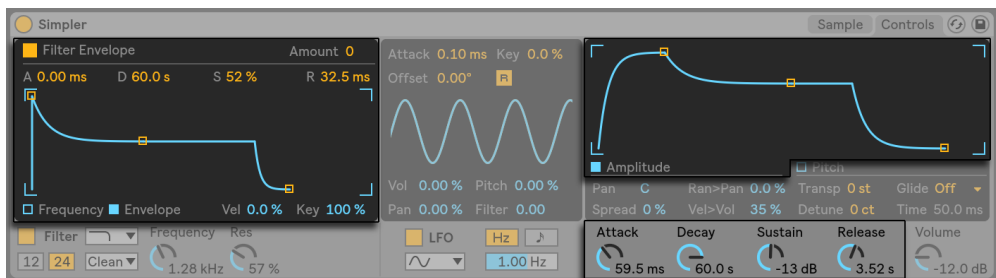 Simpler Sample Controls
Filter Envelope Amount 0
A 0.00 ms D 60.0 s S 52 % R 32.5 ms
Frequency Envelope Vel 0.0 % Key 100 %
Attack 0.10 ms Key 0.0 %
Offset 0.00° R
Vol 0.00 % Pitch 0.00 %
Pan 0.00 % Filter 0.00
Amplitude Pitch
Pan C Ran>Pan 0.0 % Transp 0 st Glide Off
Spread 0 % Vel>Vol 35 % Detune 0 ct Time 50.0 ms
Filter Frequency Res
12 24 Clean 1.28 kHz 57 %
LFO Hz ♪
1.00 Hz
Attack Decay Sustain Release Volume
59.5 ms 60.0 s -13 dB 3.52 s -12.0 dB